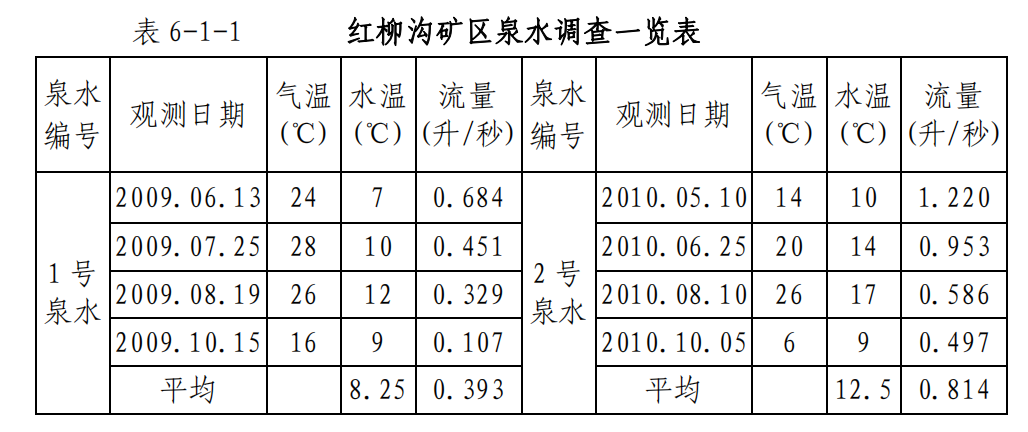 表 6-1-1 红柳沟矿区泉水调查一览表
泉水编号 观测日期 气温(℃) 水温(℃) 流量(升/秒) 泉水编号 观测日期 气温(℃) 水温(℃) 流量(升/秒)
1号泉水 2009.06.13 24 7 0.684 2号泉水 2010.05.10 14 10 1.220
2009.07.25 28 10 0.451 2010.06.25 20 14 0.953
2009.08.19 26 12 0.329 2010.08.10 26 17 0.586
2009.10.15 16 9 0.107 2010.10.05 6 9 0.497
平均 8.25 0.393 平均 12.5 0.814